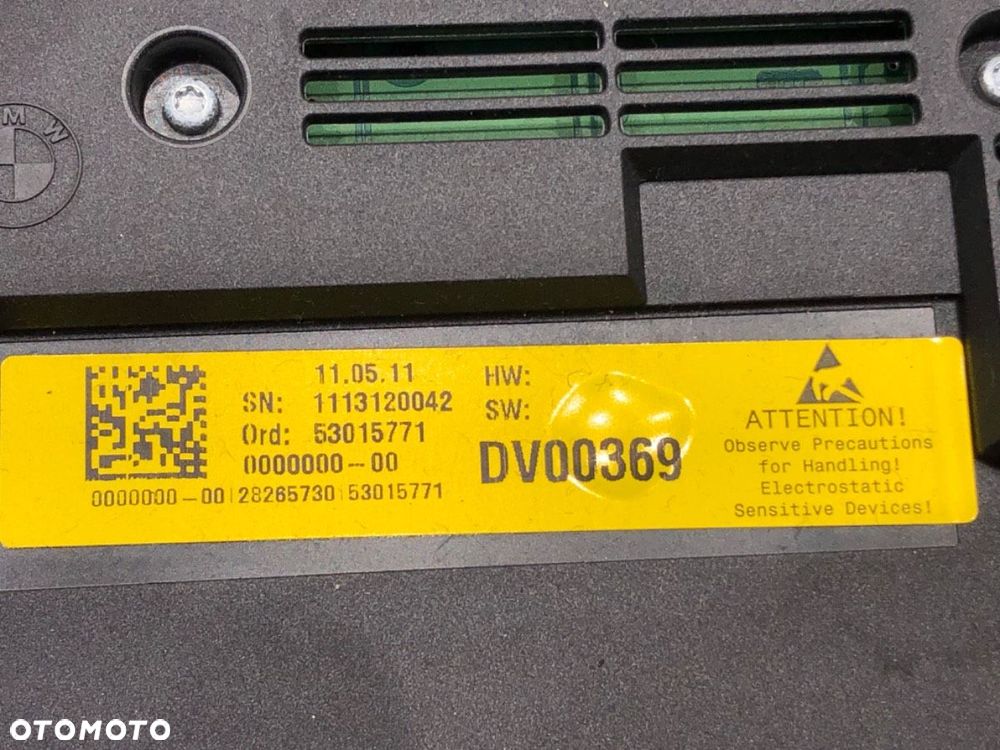 MW
11.05.11
SN: 1113120042
Ord: 53015771
0000000-00
0000000-00 28265730 53015771
HW:
SW:
DV00369
ATTENTION!
Observe Precautions
for Handling!
Electrostatic
Sensitive Devices!
OTOMOTO